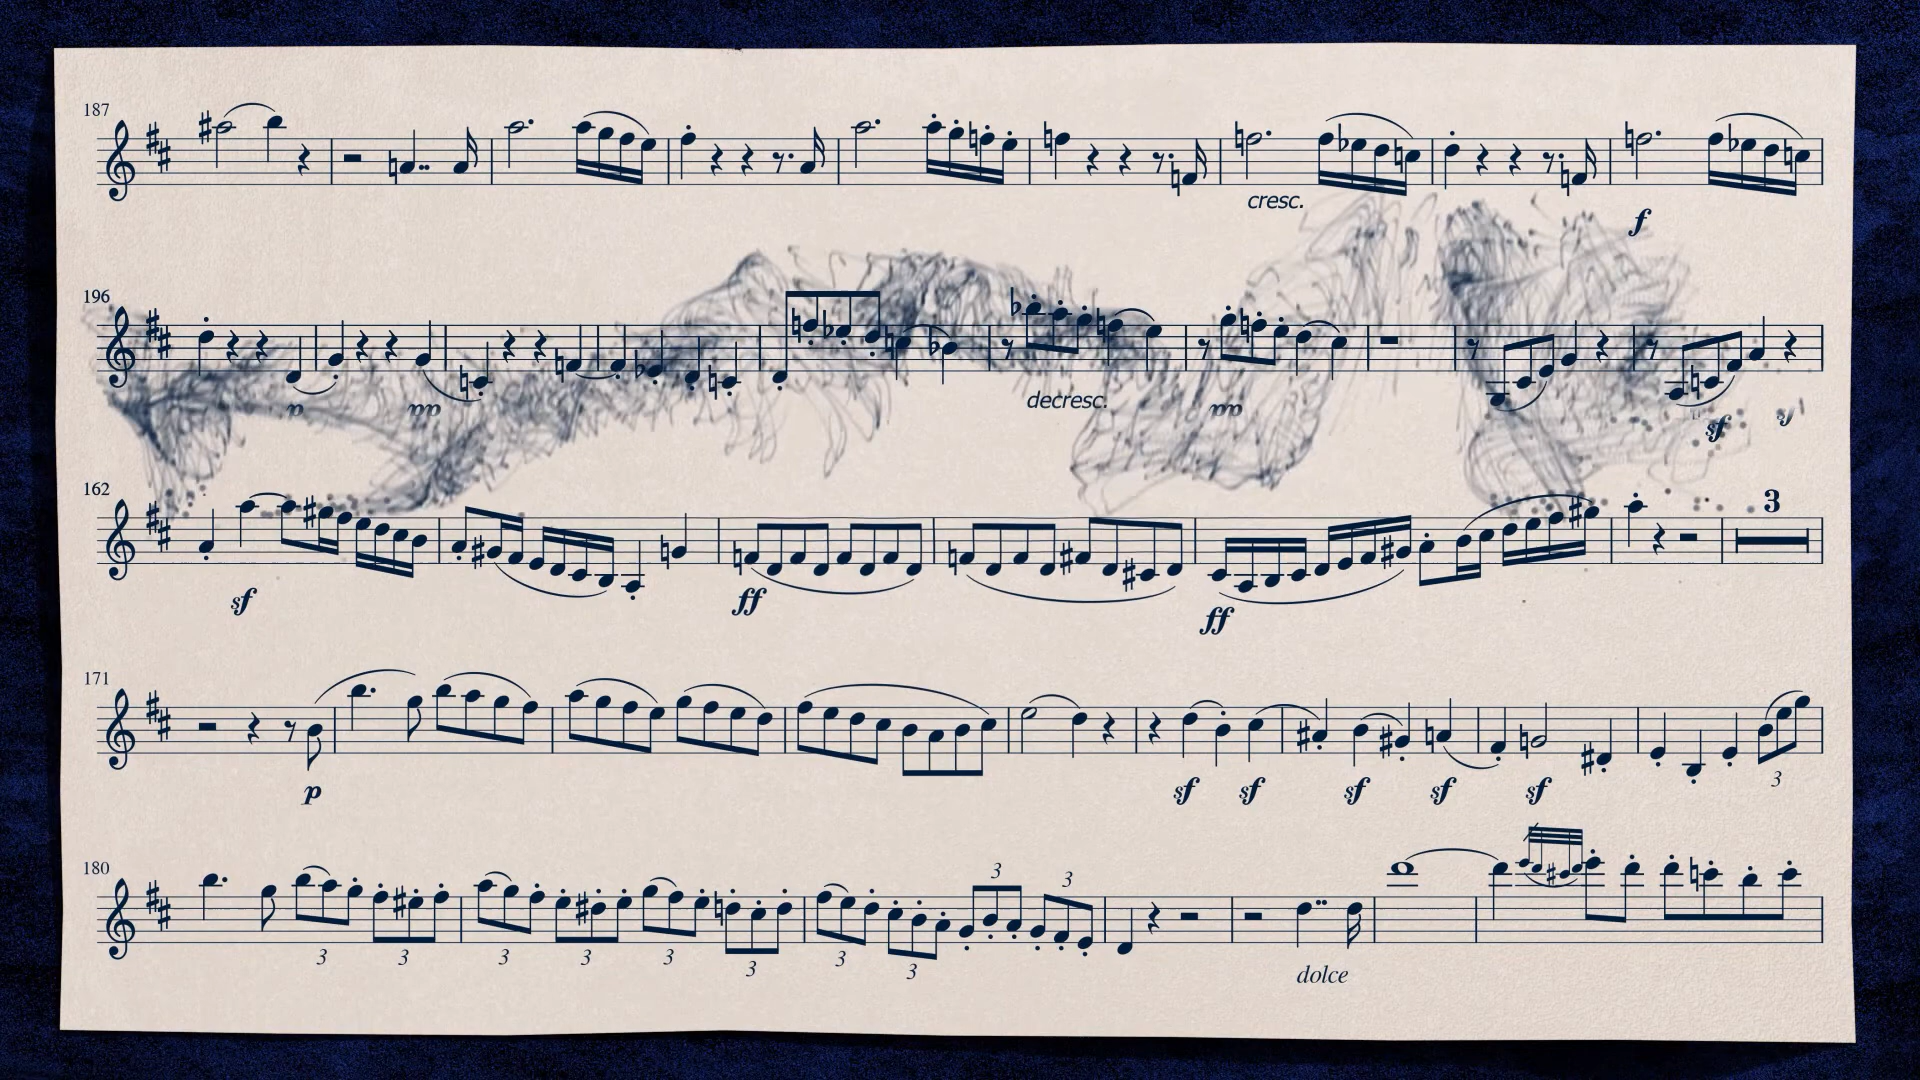 187
cresc.
f
196
p pp decresc. pp sf sf
162
3
sf ff ff
171
p sf sf sf sf sf
3
180
3 3
3 3 3 3 3 3 3 3
dolce